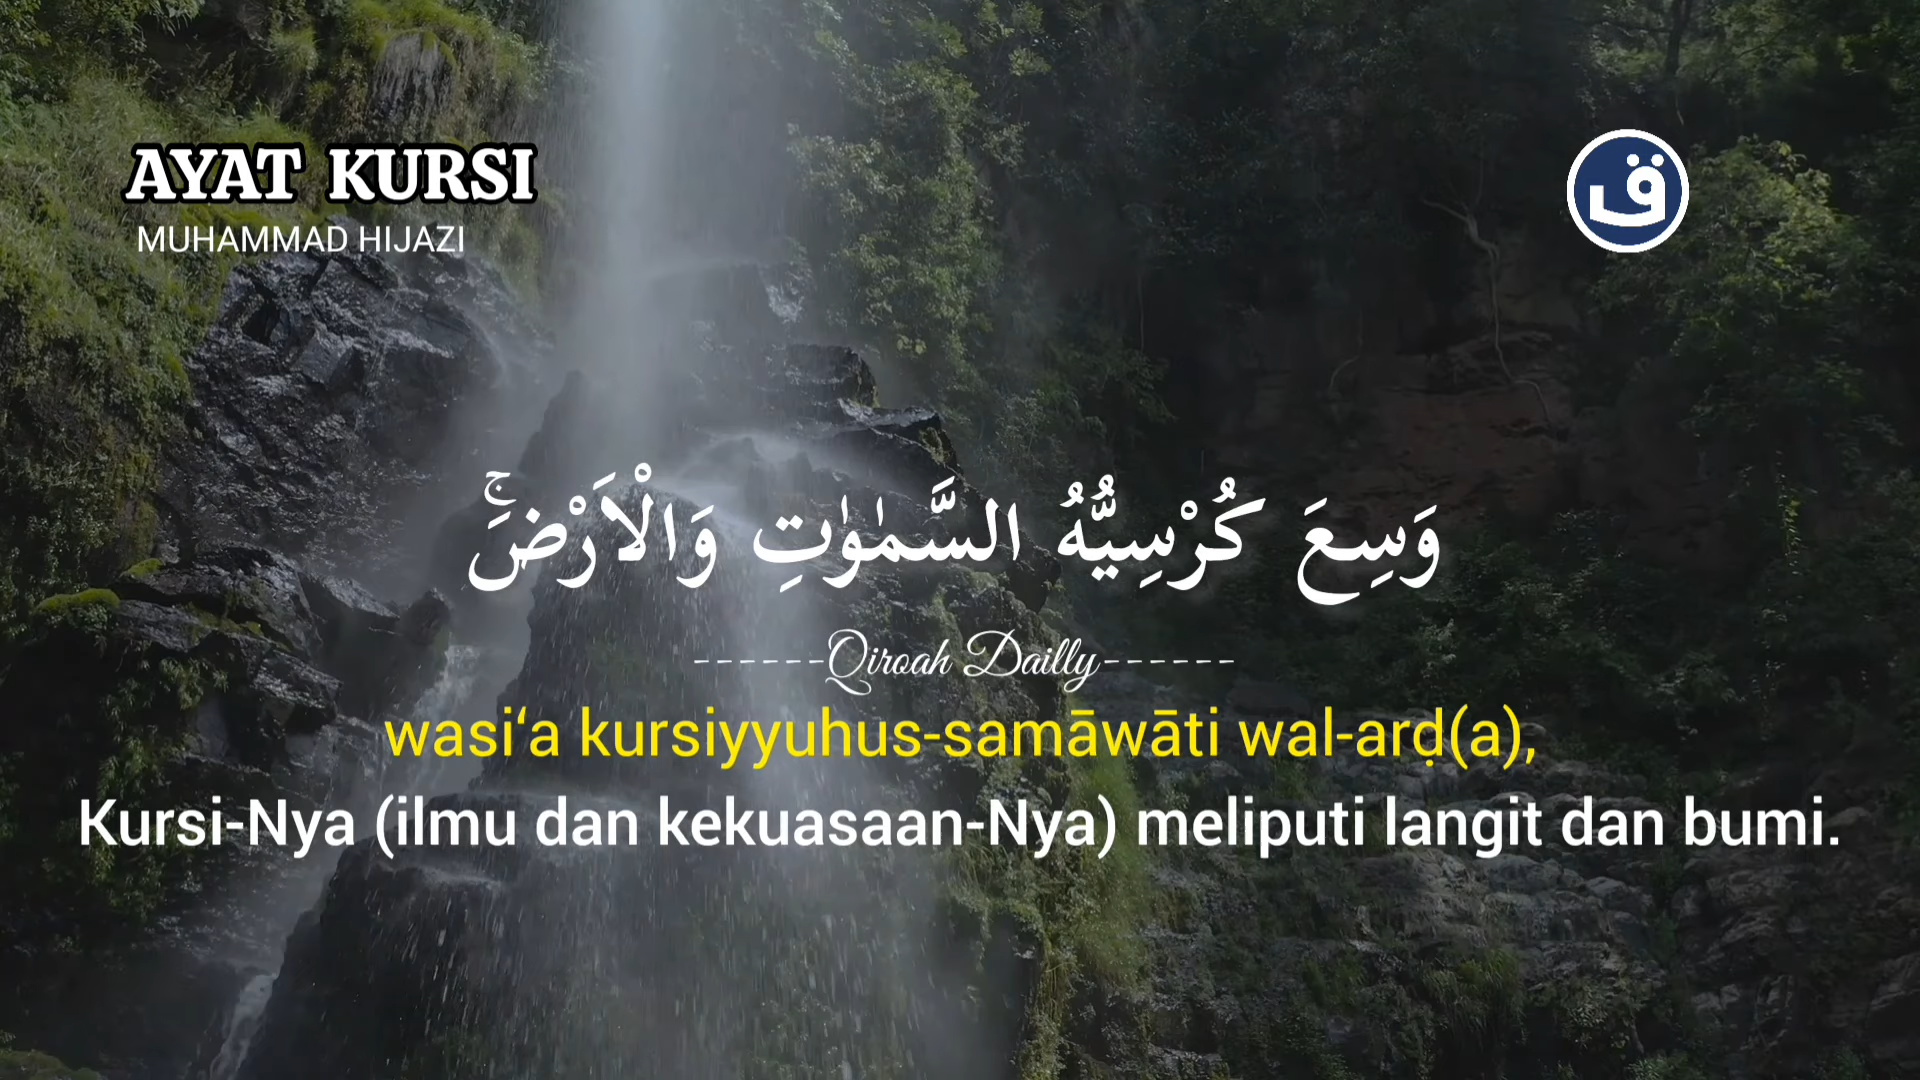 AYAT KURSI
MUHAMMAD HIJAZI
ق
وَسِعَ كُرْسِيُّهُ السَّمٰوٰتِ وَالْاَرْضَۚ
------Qiroah Dailly------
wasi‘a kursiyyuhus-samāwāti wal-arḍ(a),
Kursi-Nya (ilmu dan kekuasaan-Nya) meliputi langit dan bumi.